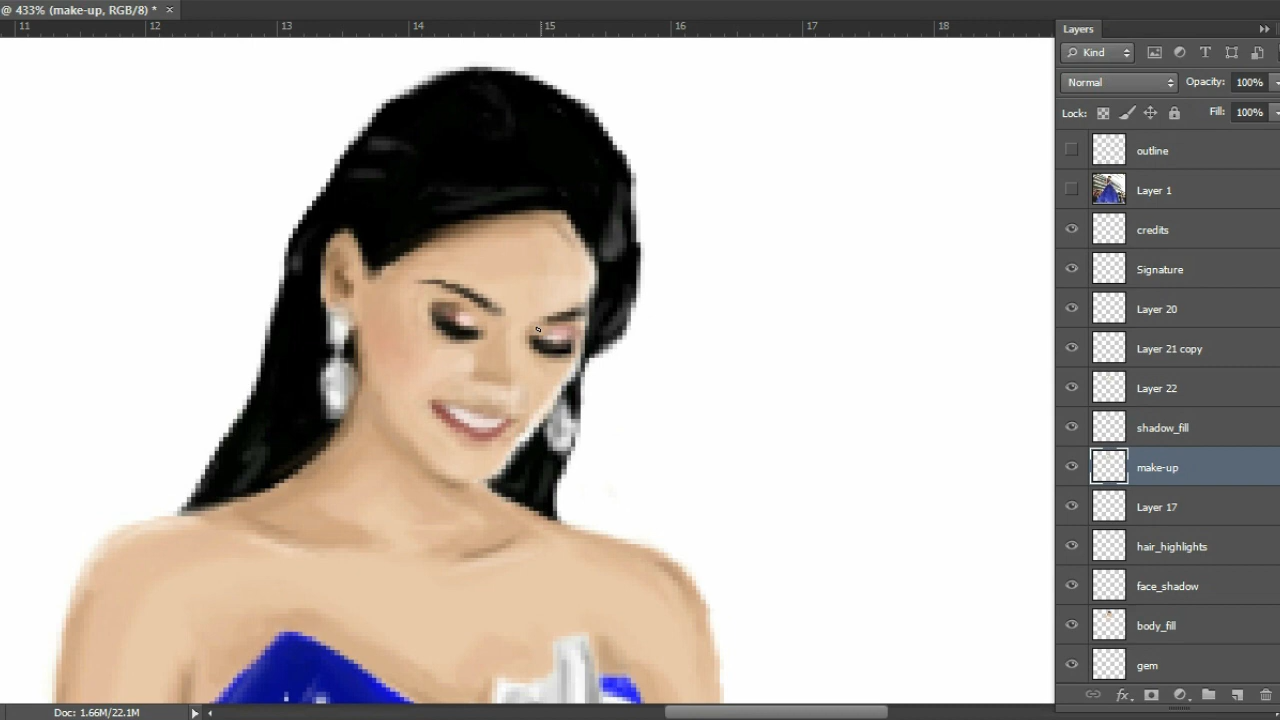 @ 433% (make-up, RGB/8) * ×
11 12 13 14 15 16 17 18
Layers
Kind
Normal Opacity: 100%
Lock: Fill: 100%
outline
Layer 1
credits
Signature
Layer 20
Layer 21 copy
Layer 22
shadow_fill
make-up
Layer 17
hair_highlights
face_shadow
body_fill
gem
fx
Doc: 1.66M/22.1M